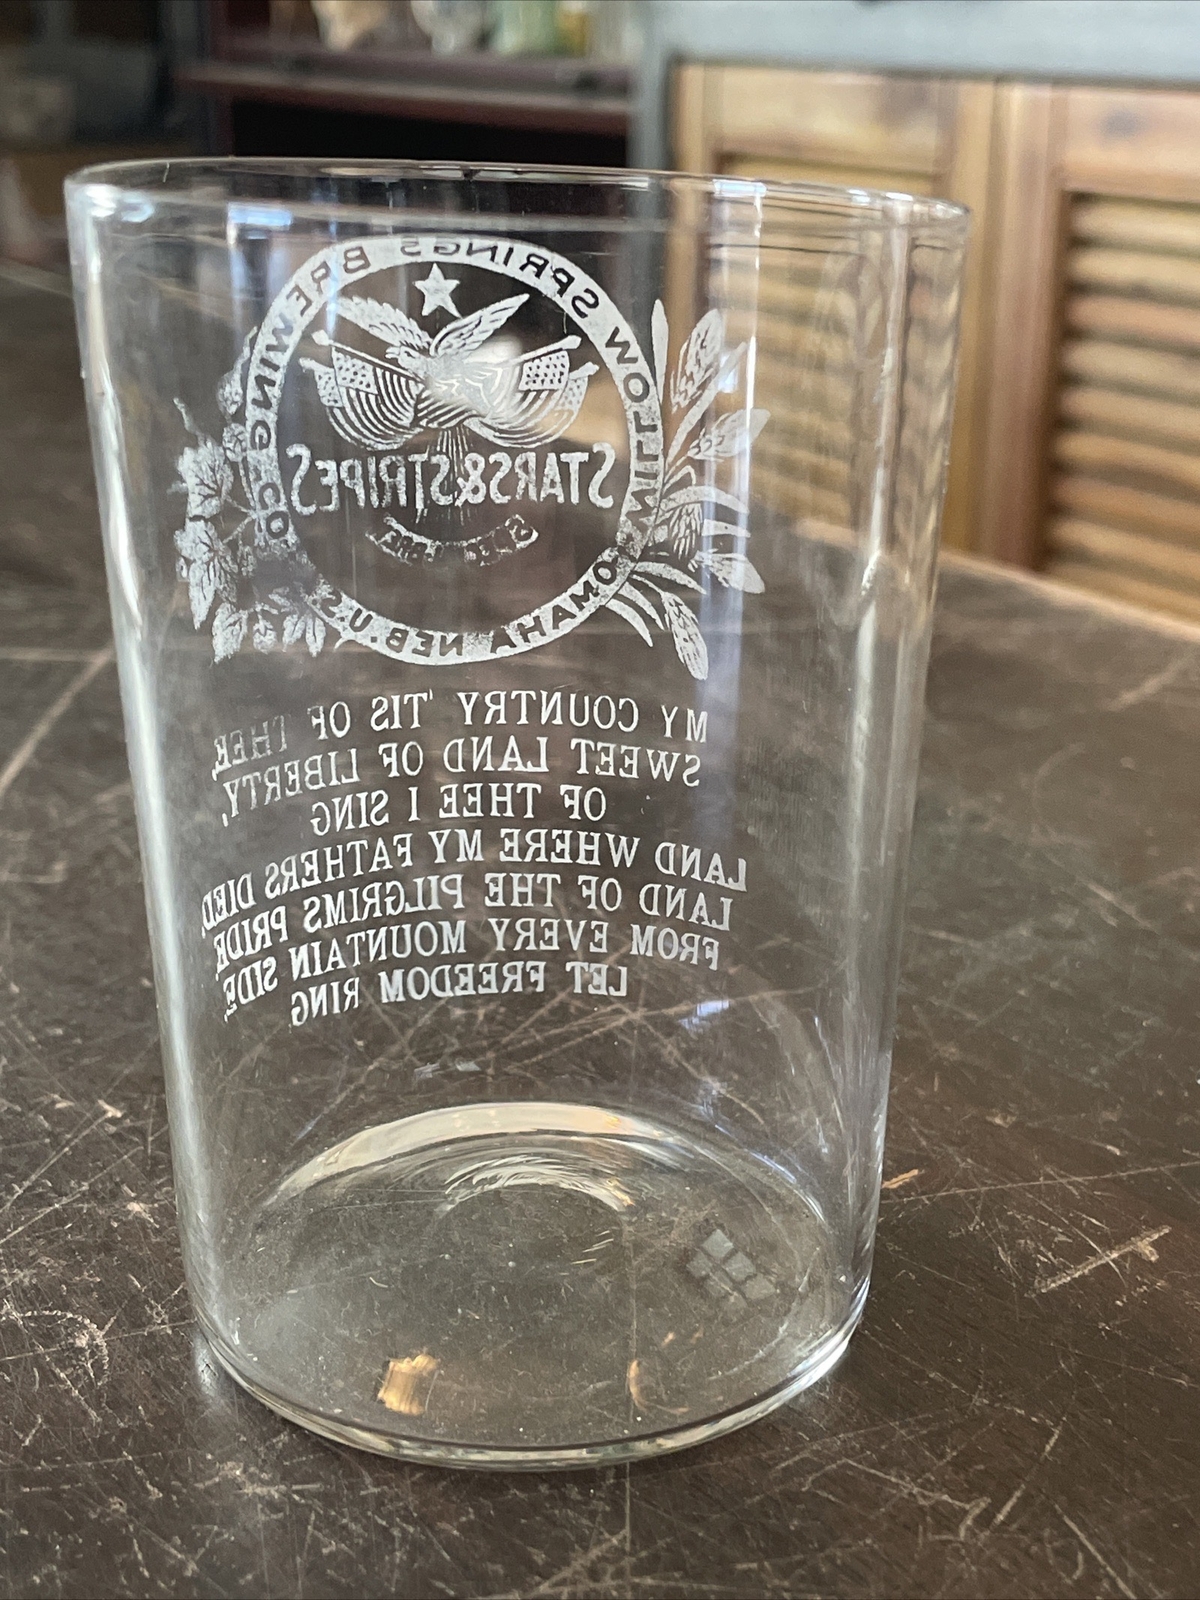 WILLOW SPRINGS BREWING CO.
STARS & STRIPES
OMAHA NEB. U.S.
MY COUNTRY 'TIS OF THEE,
SWEET LAND OF LIBERTY,
OF THEE I SING
LAND WHERE MY FATHERS DIED,
LAND OF THE PILGRIMS PRIDE,
FROM EVERY MOUNTAIN SIDE,
LET FREEDOM RING